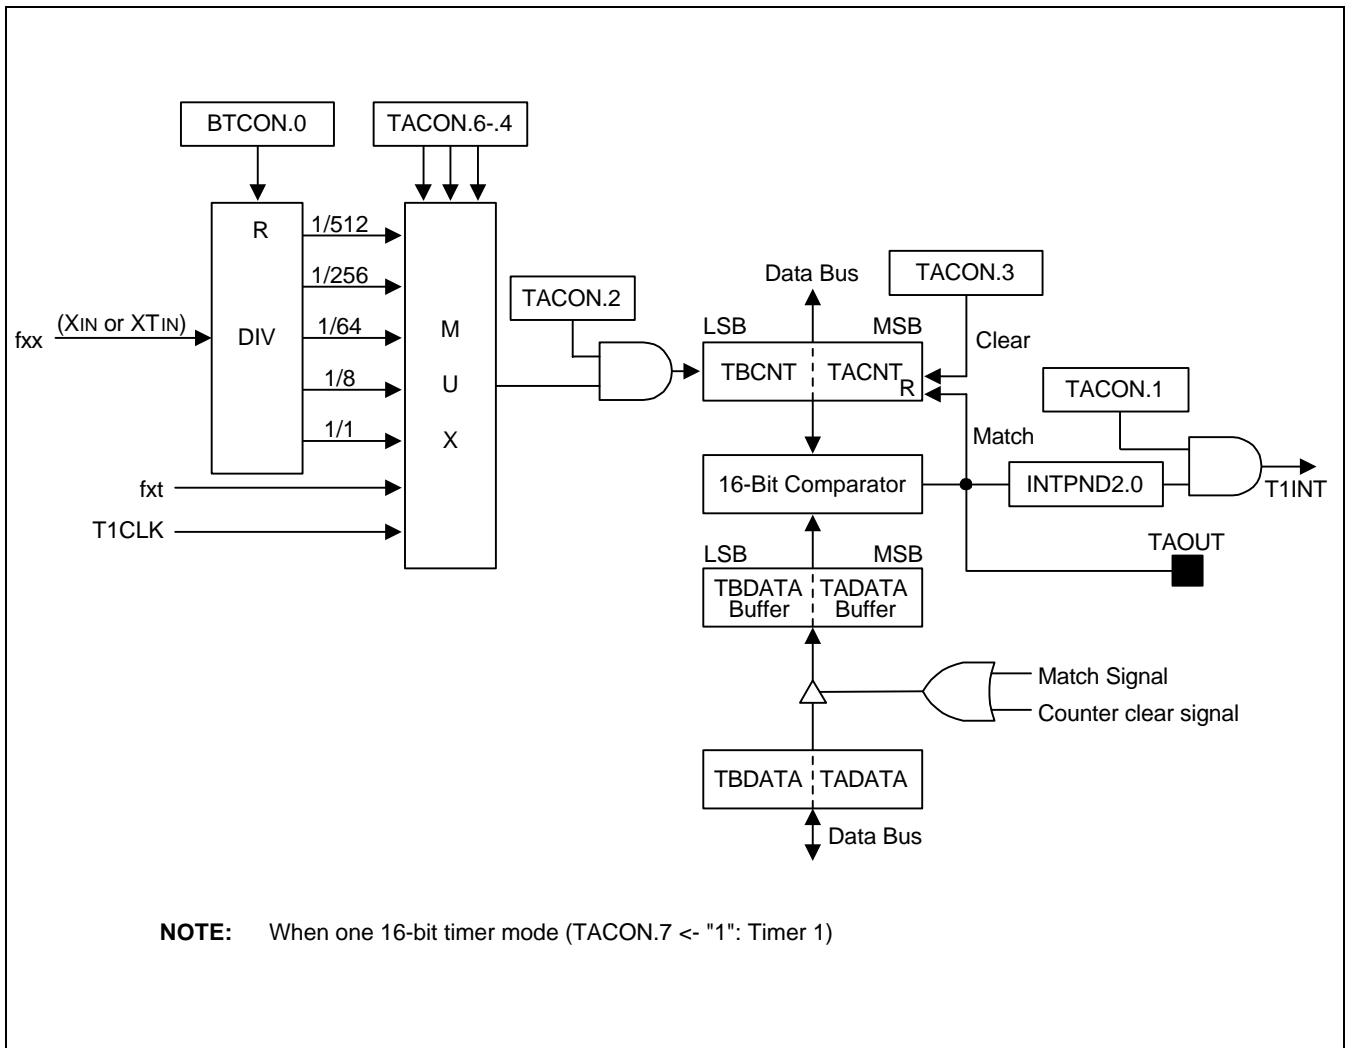 BTCON.0
TACON.6-.4
R
1/512
1/256
1/64
1/8
1/1
fxx
(XIN or XTIN)
DIV
M
U
X
fxt
T1CLK
TACON.2
Data Bus
TACON.3
LSB
MSB
Clear
TBCNT
TACNT
R
Match
TACON.1
16-Bit Comparator
INTPND2.0
T1INT
TAOUT
LSB
MSB
TBDATA
Buffer
TADATA
Buffer
Match Signal
Counter clear signal
TBDATA
TADATA
Data Bus
NOTE: When one 16-bit timer mode (TACON.7 <- "1": Timer 1)